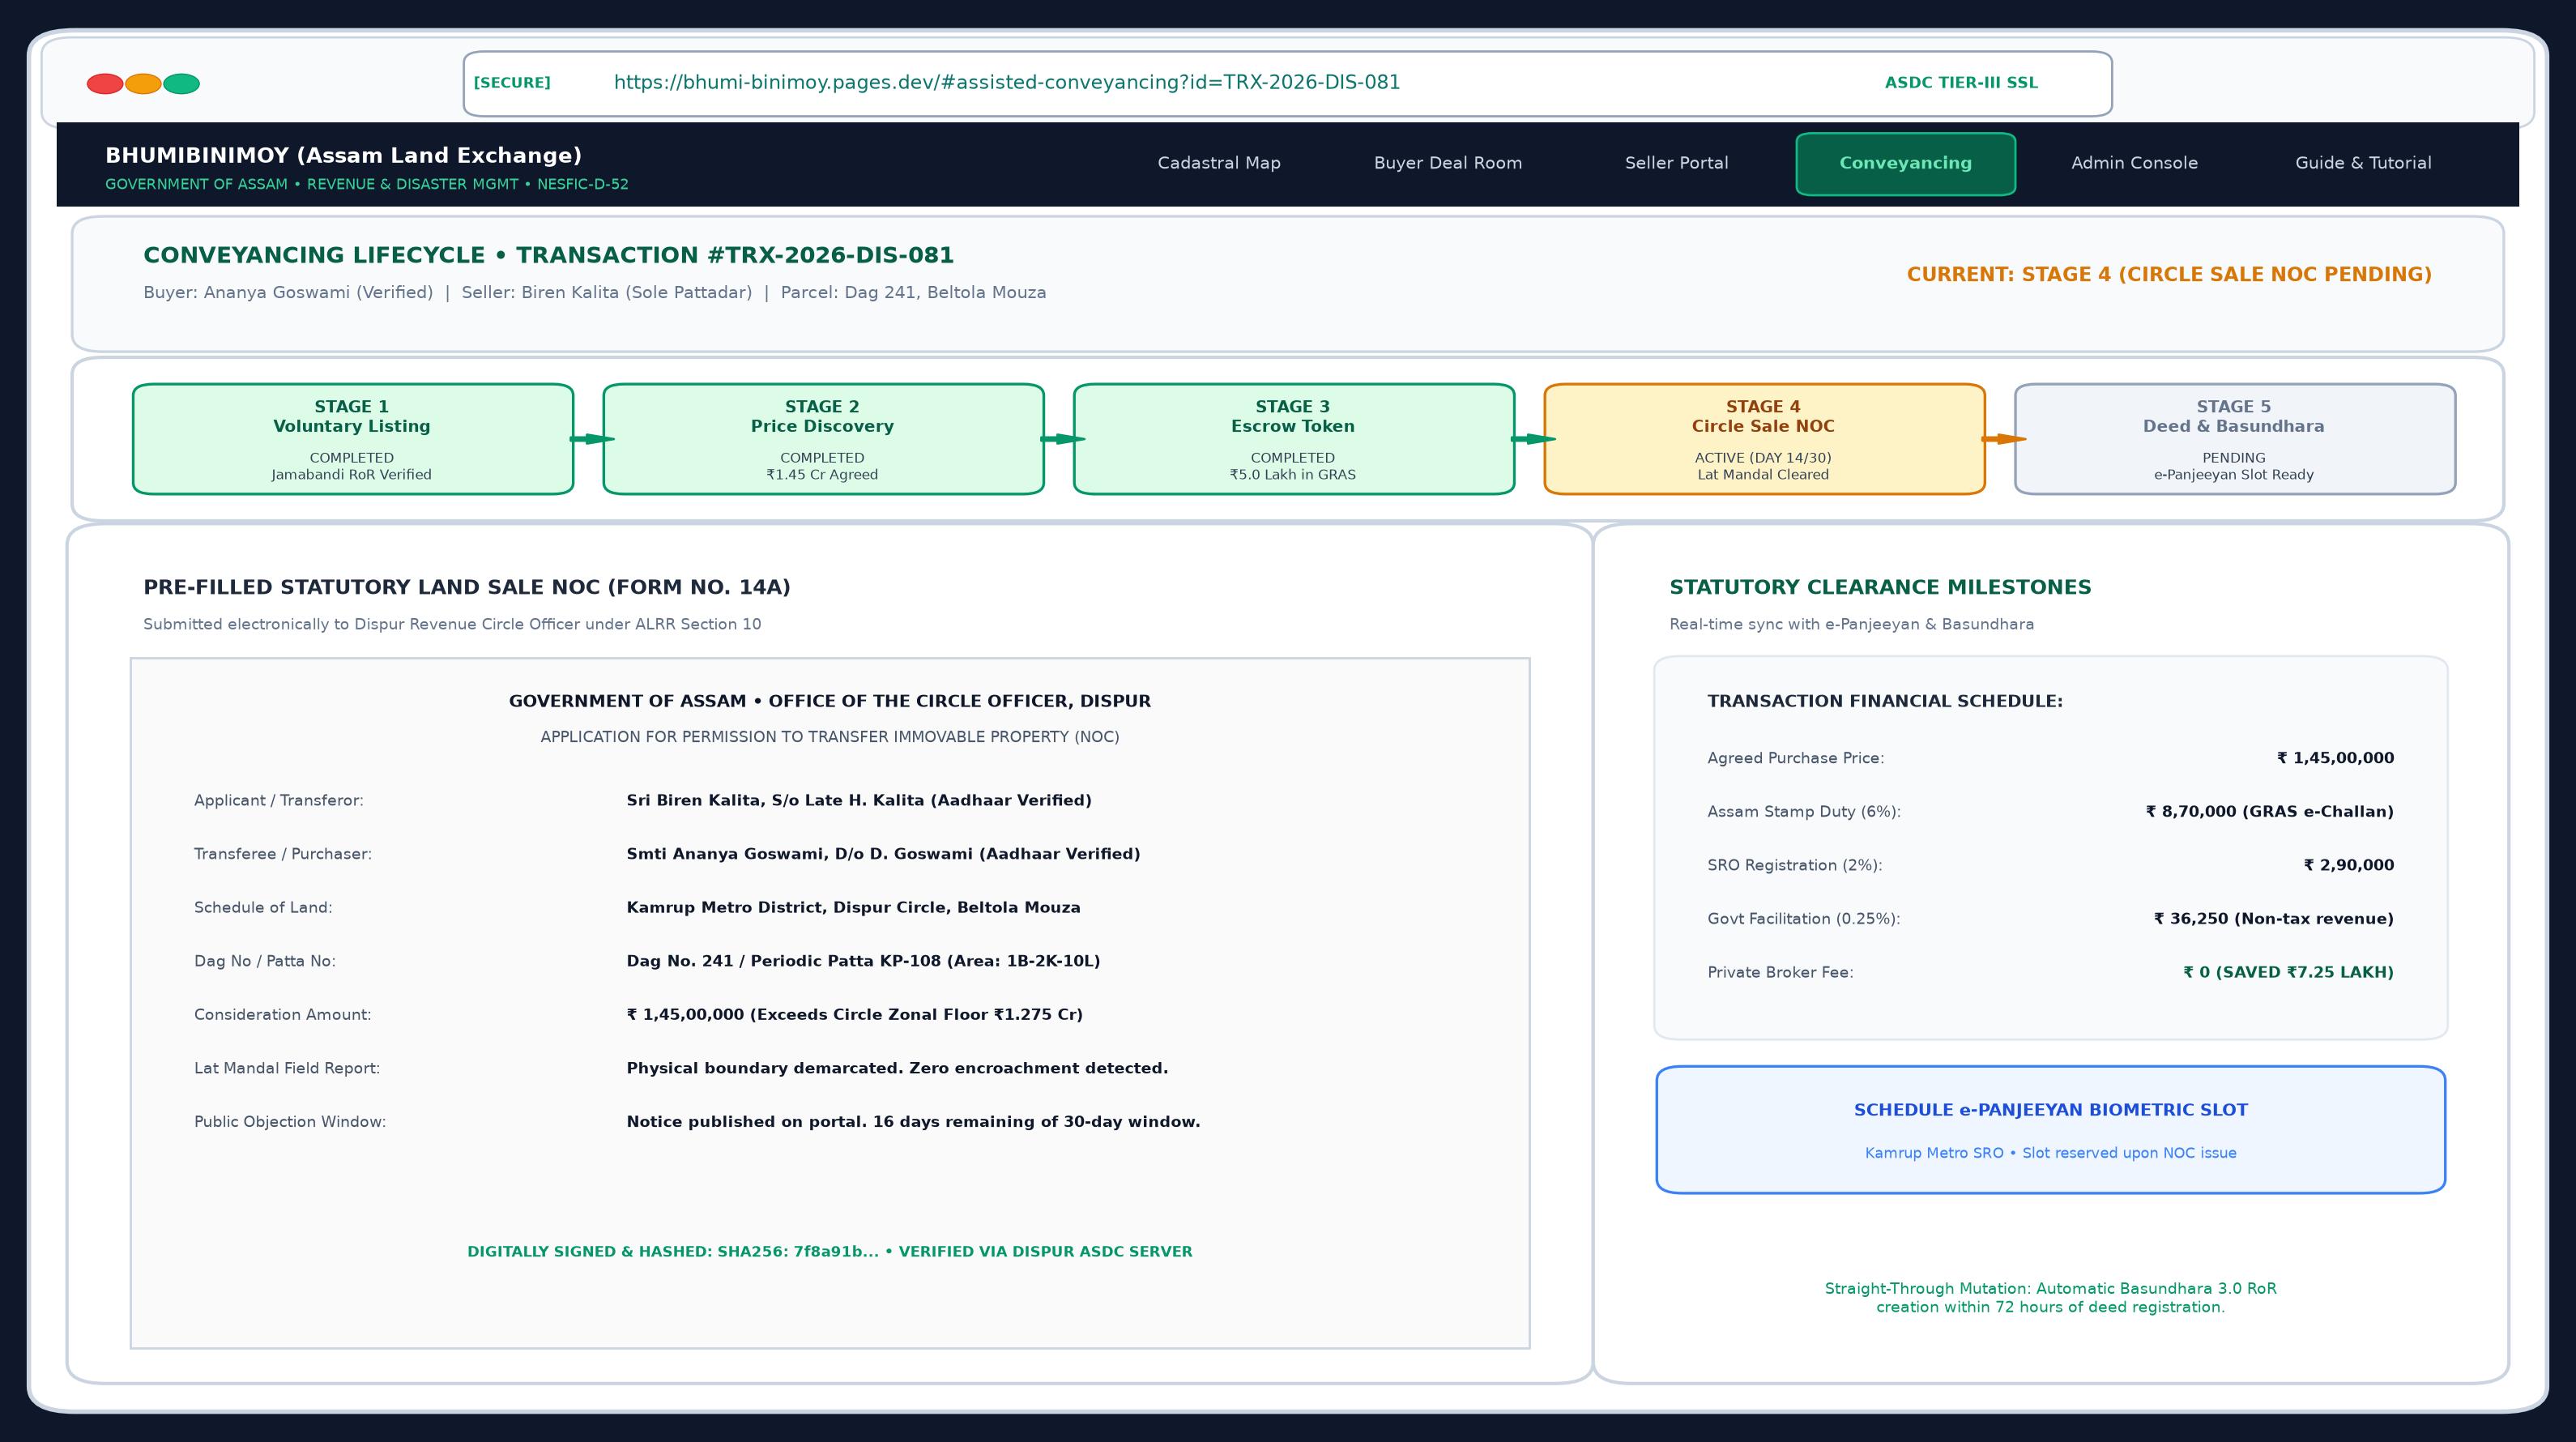 [SECURE] https://bhumi-binimoy.pages.dev/#assisted-conveyancing?id=TRX-2026-DIS-081 ASDC TIER-III SSL
BHUMIBINIMOY (Assam Land Exchange)
GOVERNMENT OF ASSAM • REVENUE & DISASTER MGMT • NESFIC-D-52
Cadastral Map Buyer Deal Room Seller Portal Conveyancing Admin Console Guide & Tutorial
CONVEYANCING LIFECYCLE • TRANSACTION #TRX-2026-DIS-081
Buyer: Ananya Goswami (Verified) | Seller: Biren Kalita (Sole Pattadar) | Parcel: Dag 241, Beltola Mouza
CURRENT: STAGE 4 (CIRCLE SALE NOC PENDING)
STAGE 1
Voluntary Listing
COMPLETED
Jamabandi RoR Verified
STAGE 2
Price Discovery
COMPLETED
₹1.45 Cr Agreed
STAGE 3
Escrow Token
COMPLETED
₹5.0 Lakh in GRAS
STAGE 4
Circle Sale NOC
ACTIVE (DAY 14/30)
Lat Mandal Cleared
STAGE 5
Deed & Basundhara
PENDING
e-Panjeeyan Slot Ready
PRE-FILLED STATUTORY LAND SALE NOC (FORM NO. 14A)
Submitted electronically to Dispur Revenue Circle Officer under ALRR Section 10
GOVERNMENT OF ASSAM • OFFICE OF THE CIRCLE OFFICER, DISPUR
APPLICATION FOR PERMISSION TO TRANSFER IMMOVABLE PROPERTY (NOC)
Applicant / Transferor: Sri Biren Kalita, S/o Late H. Kalita (Aadhaar Verified)
Transferee / Purchaser: Smti Ananya Goswami, D/o D. Goswami (Aadhaar Verified)
Schedule of Land: Kamrup Metro District, Dispur Circle, Beltola Mouza
Dag No / Patta No: Dag No. 241 / Periodic Patta KP-108 (Area: 1B-2K-10L)
Consideration Amount: ₹ 1,45,00,000 (Exceeds Circle Zonal Floor ₹1.275 Cr)
Lat Mandal Field Report: Physical boundary demarcated. Zero encroachment detected.
Public Objection Window: Notice published on portal. 16 days remaining of 30-day window.
DIGITALLY SIGNED & HASHED: SHA256: 7f8a91b... • VERIFIED VIA DISPUR ASDC SERVER
STATUTORY CLEARANCE MILESTONES
Real-time sync with e-Panjeeyan & Basundhara
TRANSACTION FINANCIAL SCHEDULE:
Agreed Purchase Price: ₹ 1,45,00,000
Assam Stamp Duty (6%): ₹ 8,70,000 (GRAS e-Challan)
SRO Registration (2%): ₹ 2,90,000
Govt Facilitation (0.25%): ₹ 36,250 (Non-tax revenue)
Private Broker Fee: ₹ 0 (SAVED ₹7.25 LAKH)
SCHEDULE e-PANJEEYAN BIOMETRIC SLOT
Kamrup Metro SRO • Slot reserved upon NOC issue
Straight-Through Mutation: Automatic Basundhara 3.0 RoR
creation within 72 hours of deed registration.